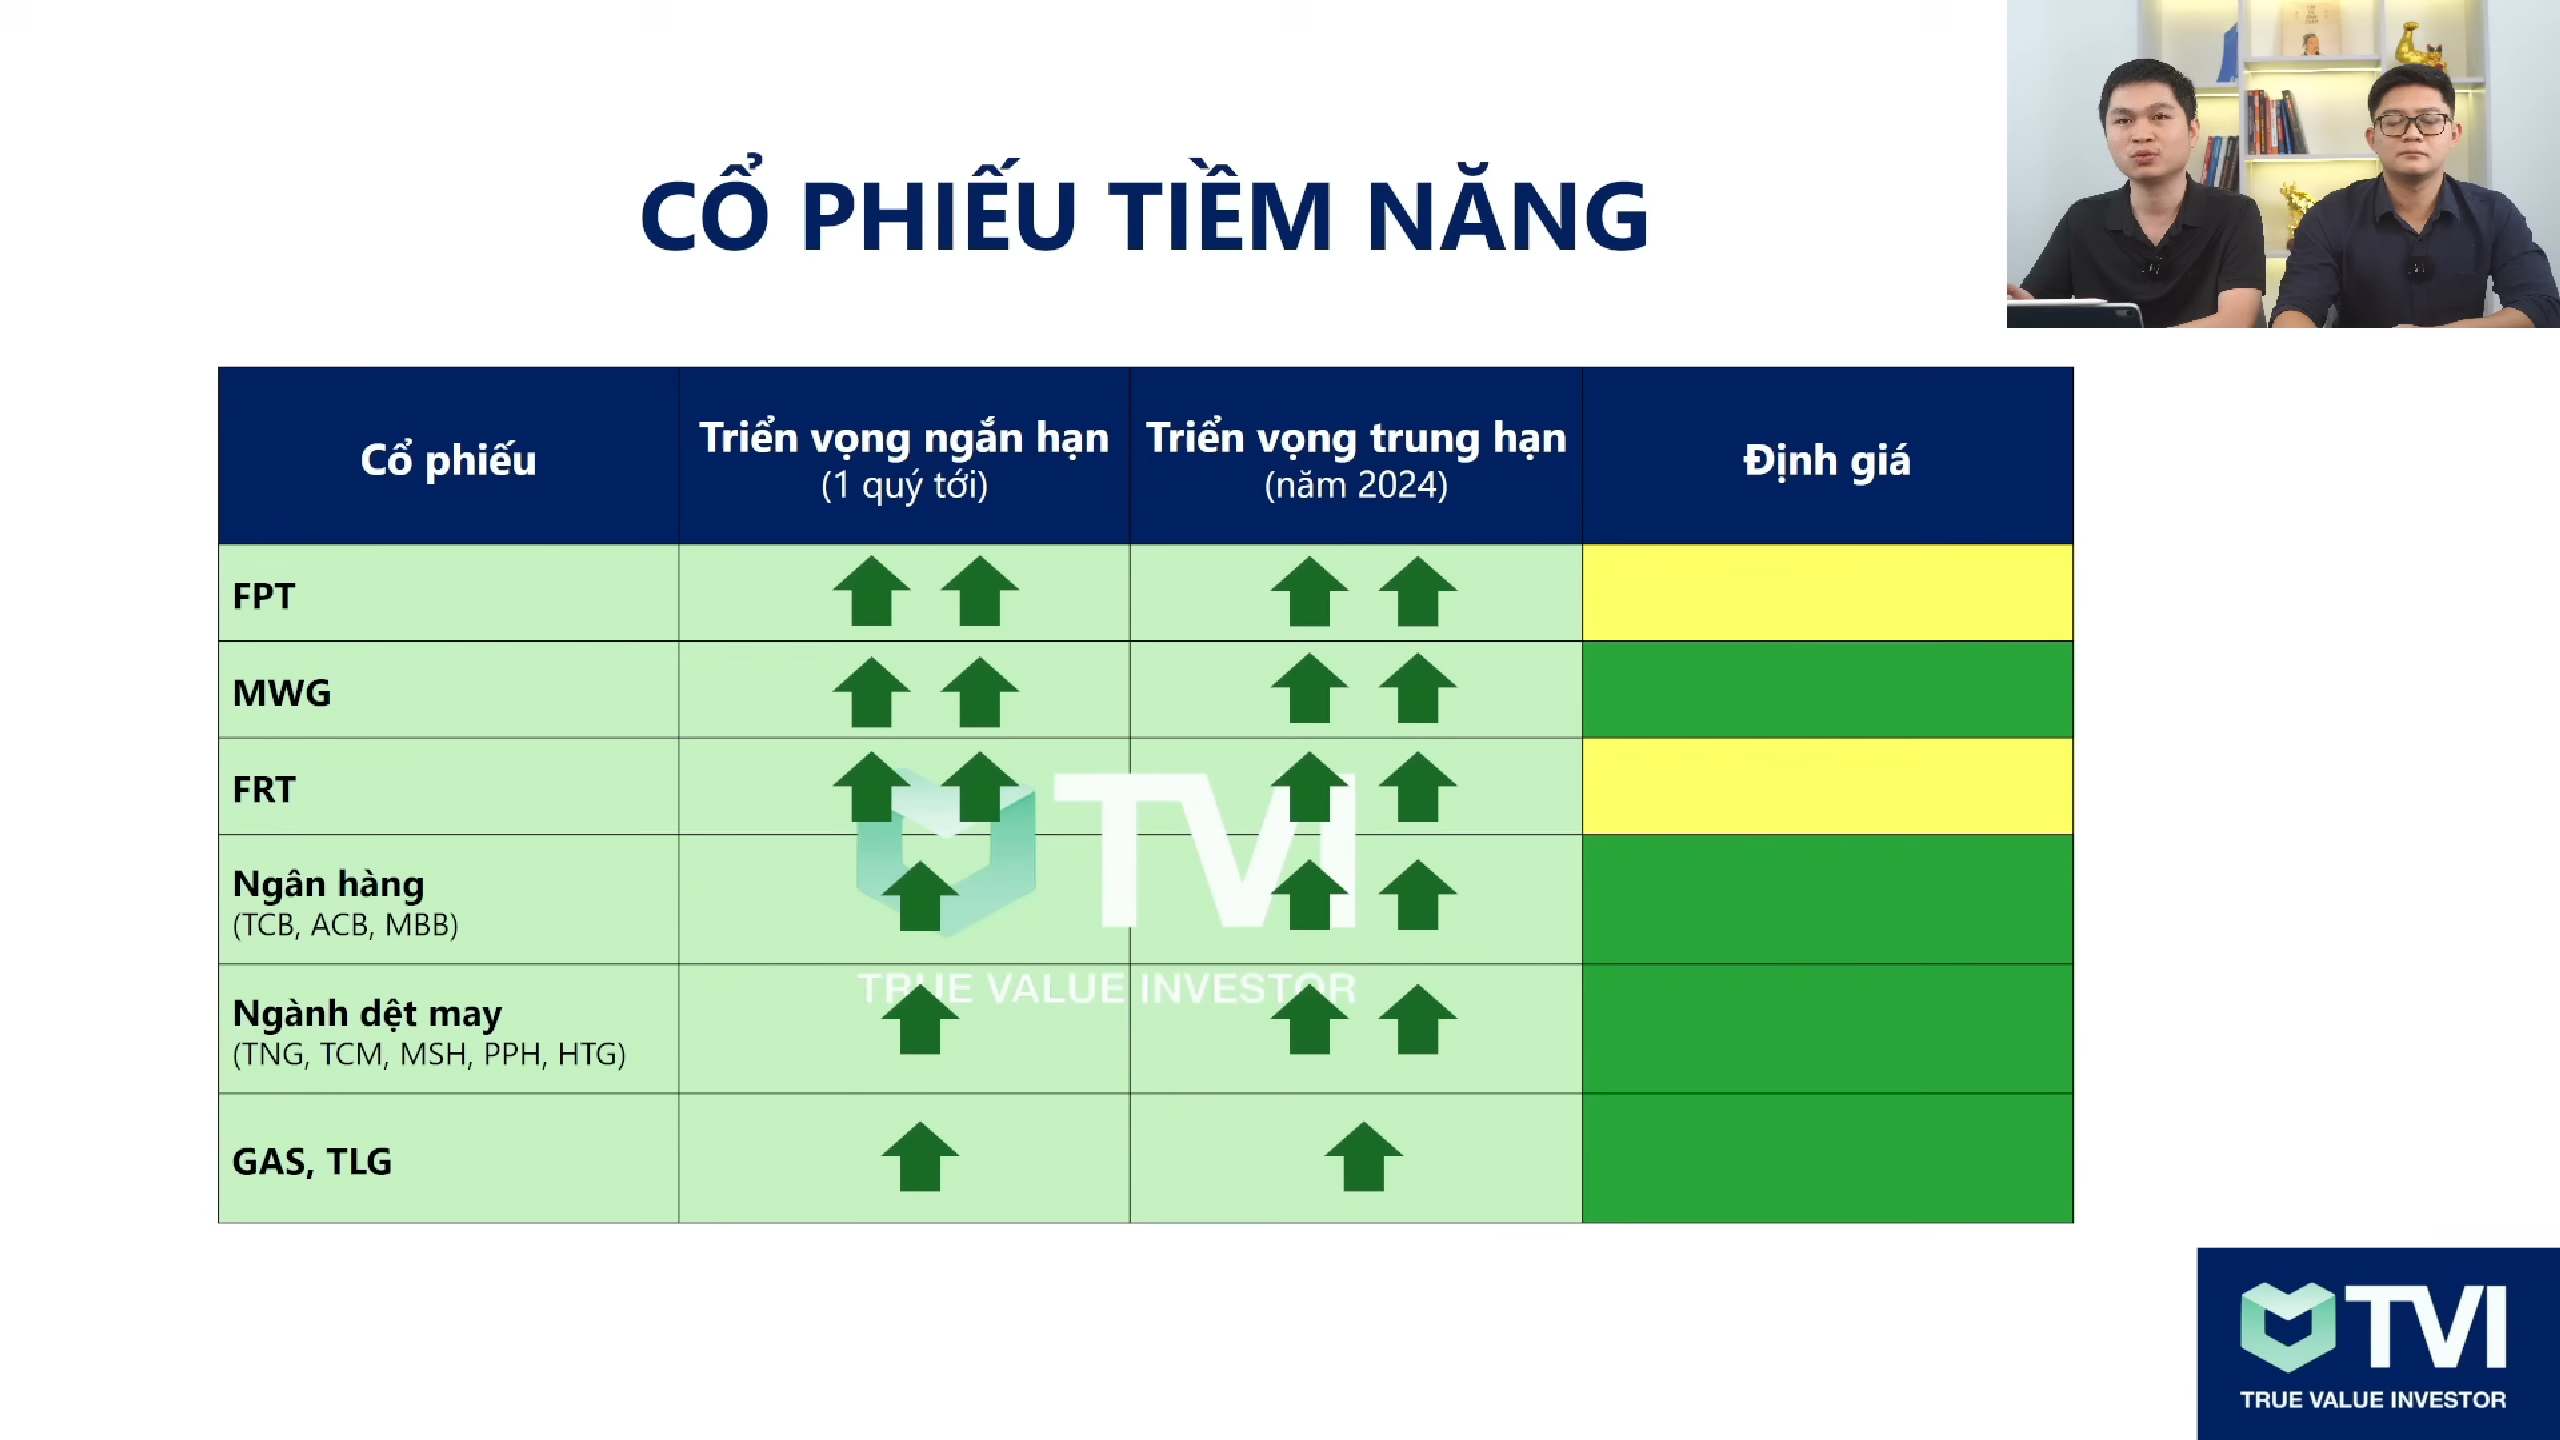 CỔ PHIẾU TIỀM NĂNG
Cổ phiếu
Triển vọng ngắn hạn
(1 quý tới)
Triển vọng trung hạn
(năm 2024)
Định giá
FPT
MWG
FRT
Ngân hàng
(TCB, ACB, MBB)
Ngành dệt may
(TNG, TCM, MSH, PPH, HTG)
GAS, TLG
TVI
TRUE VALUE INVESTOR
TVI
TRUE VALUE INVESTOR